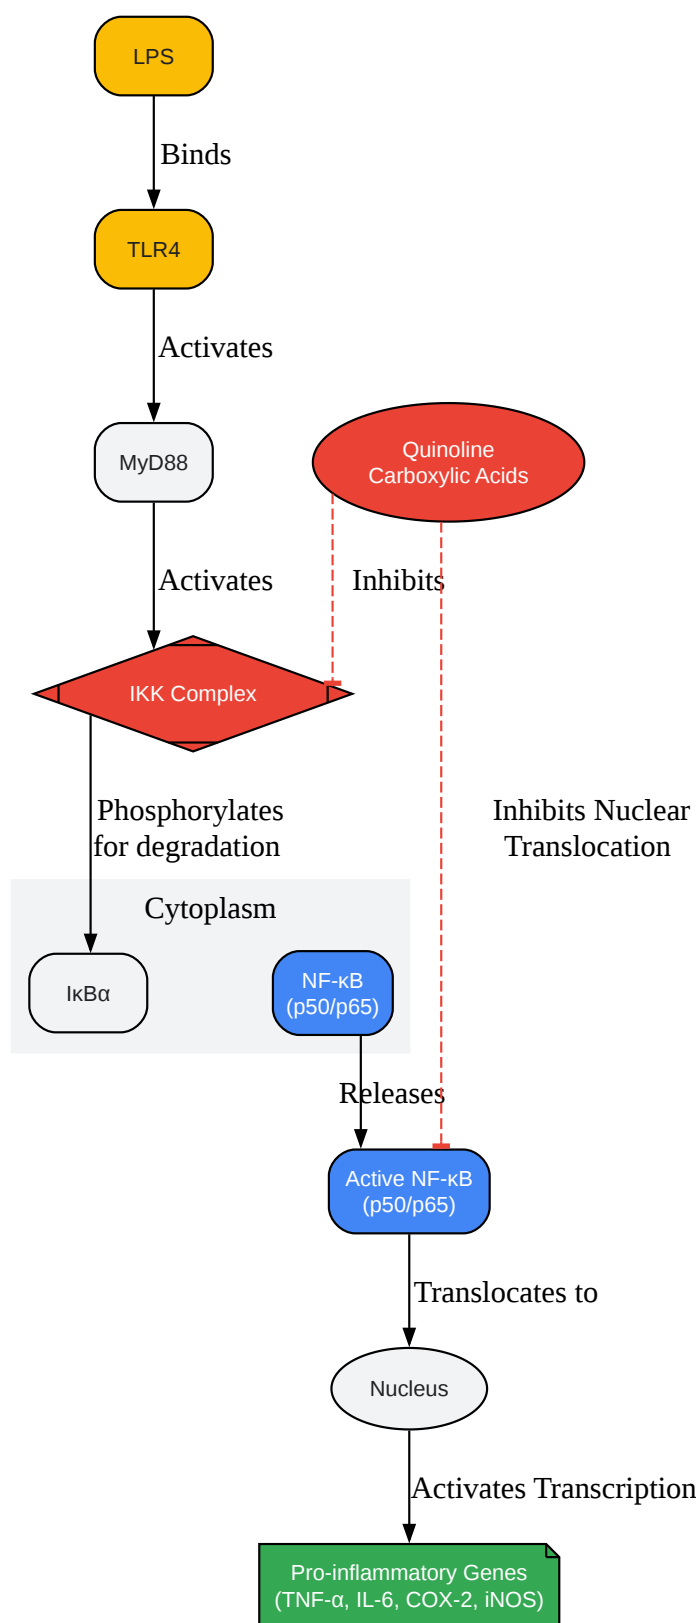 LPS
Binds
TLR4
Activates
MyD88
Quinoline
Carboxylic Acids
Activates
Inhibits
IKK Complex
Phosphorylates
for degradation
Inhibits Nuclear
Translocation
Cytoplasm
IκBα
NF-κB
(p50/p65)
Releases
Active NF-κB
(p50/p65)
Translocates to
Nucleus
Activates Transcription
Pro-inflammatory Genes
(TNF-α, IL-6, COX-2, iNOS)